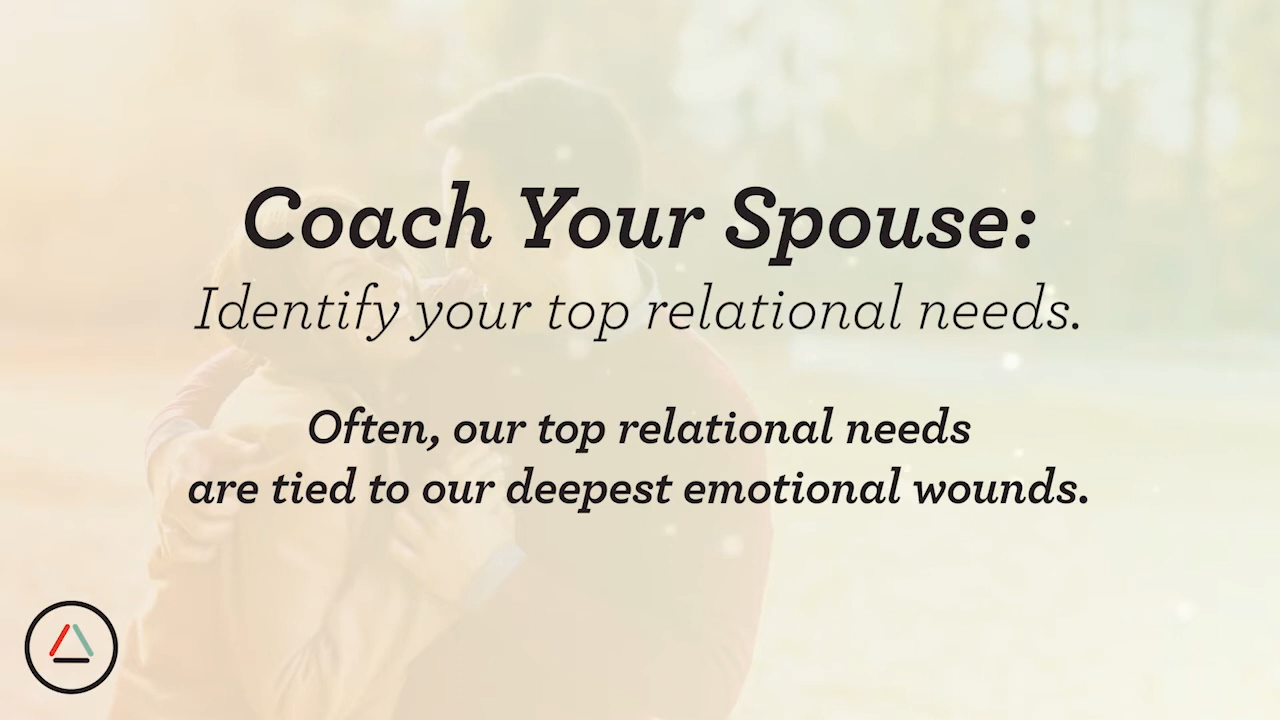 Coach Your Spouse:
Identify your top relational needs.
Often, our top relational needs
are tied to our deepest emotional wounds.